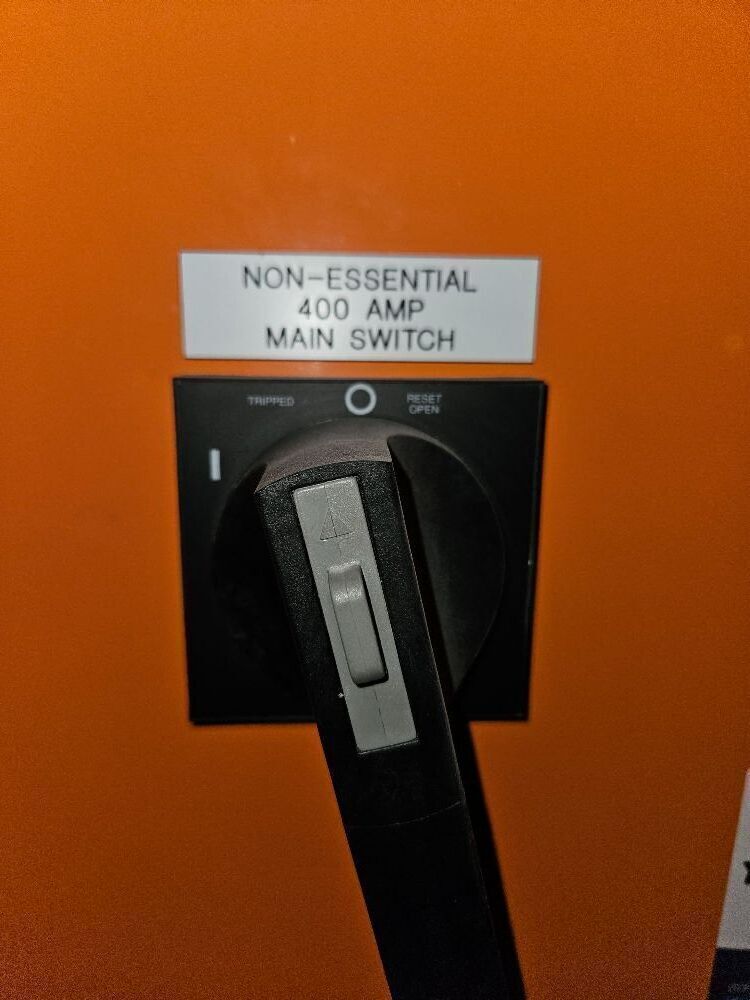 NON-ESSENTIAL
400 AMP
MAIN SWITCH
TRIPPED
O
RESET
OPEN
I